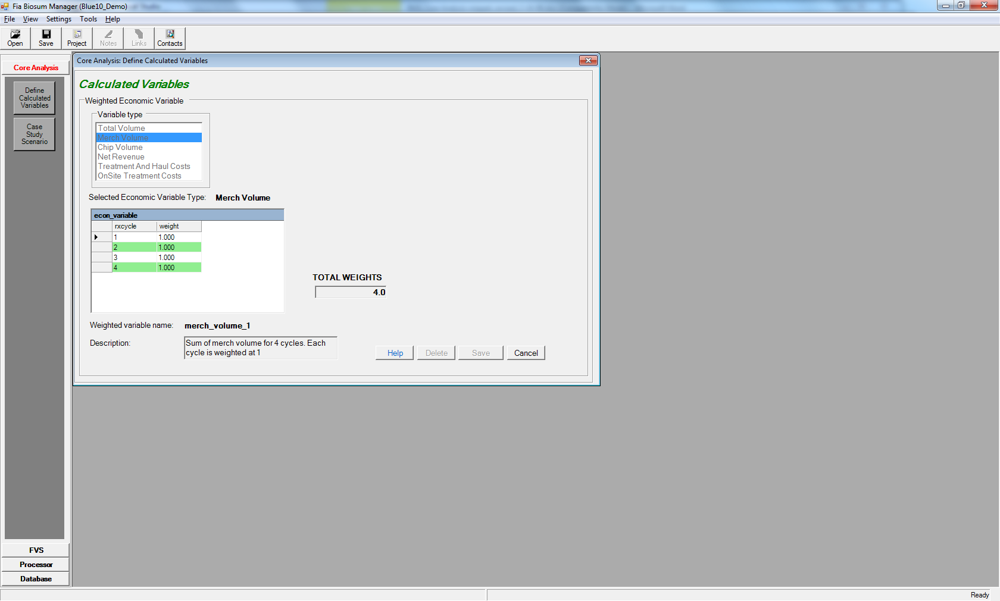 Fia Biosum Manager (Blue10_Demo)
File View Settings Tools Help
Open Save Project Notes Links Contacts
Core Analysis
Define
Calculated
Variables
Case
Study
Scenario
FVS
Processor
Database
Core Analysis: Define Calculated Variables
Calculated Variables
Weighted Economic Variable
Variable type
Total Volume
Merch Volume
Chip Volume
Net Revenue
Treatment And Haul Costs
OnSite Treatment Costs
Selected Economic Variable Type: Merch Volume
econ_variable
rxcycle weight
1 1.000
2 1.000
3 1.000
4 1.000
TOTAL WEIGHTS
4.0
Weighted variable name: merch_volume_1
Description: Sum of merch volume for 4 cycles. Each
cycle is weighted at 1
Help Delete Save Cancel
Ready